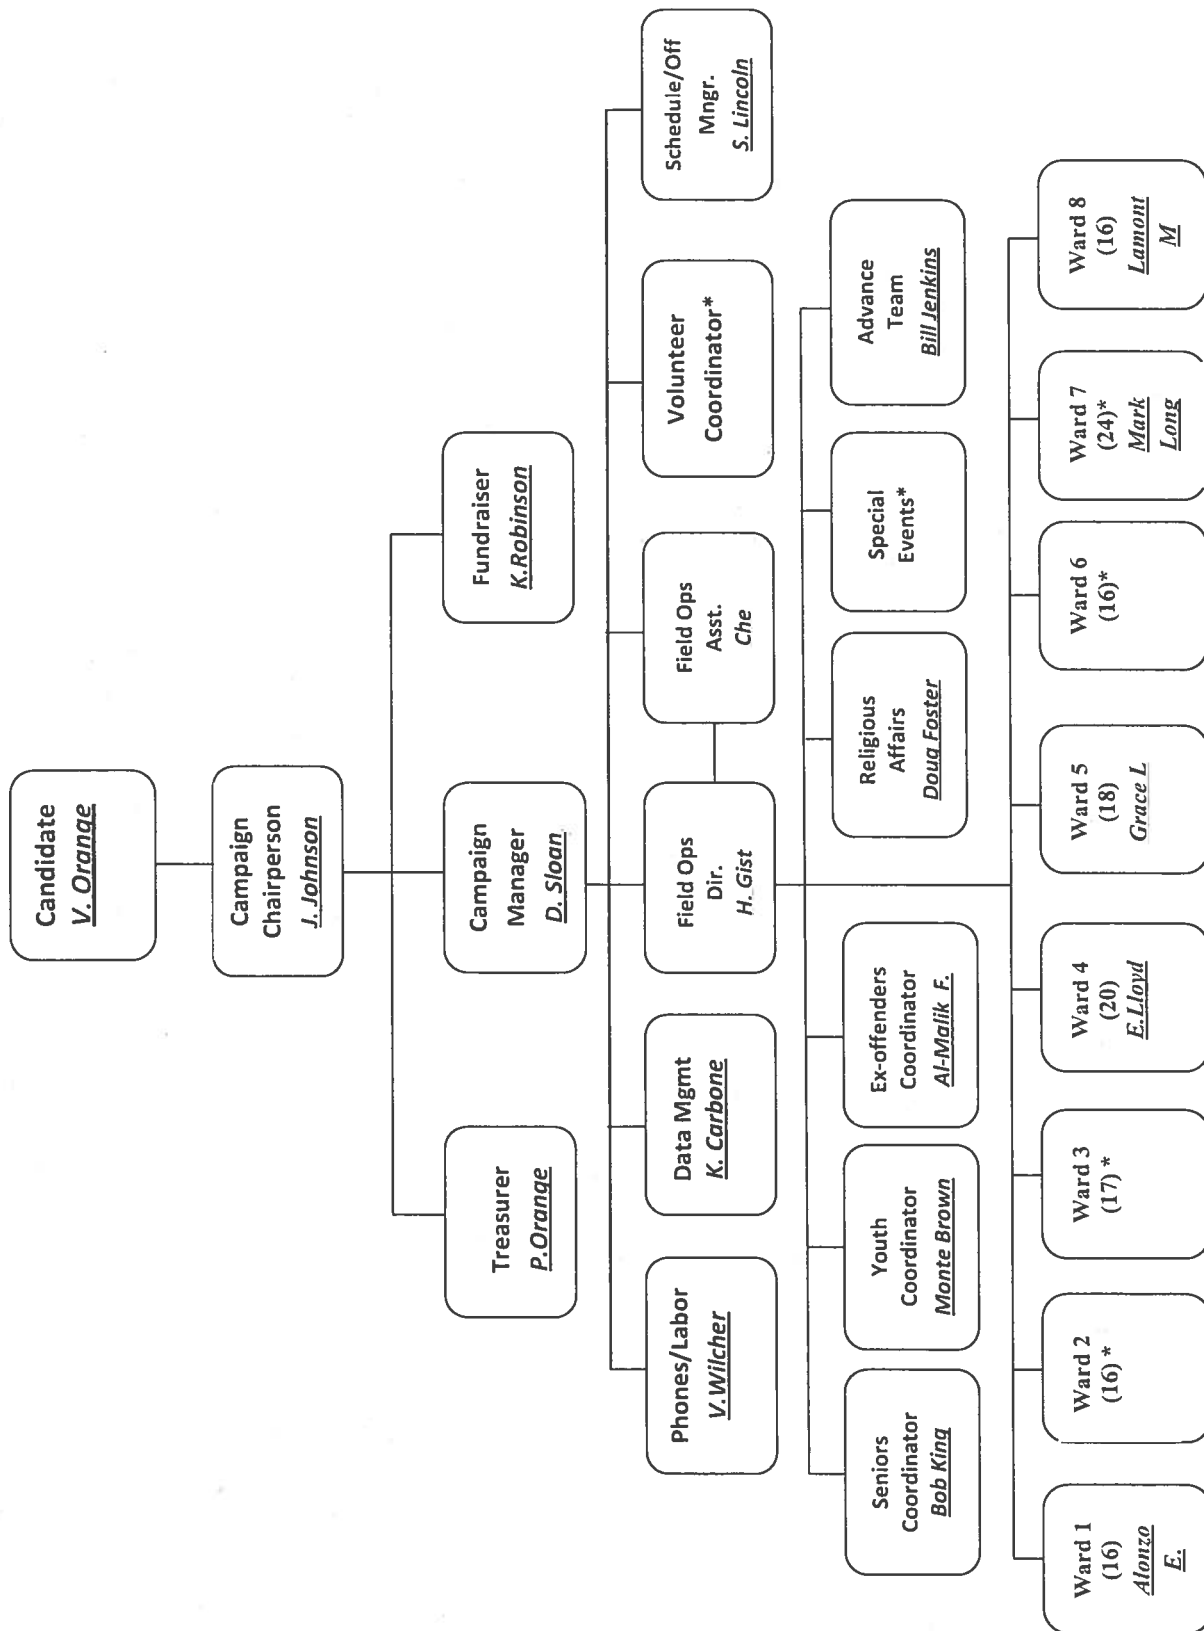 Candidate
V. Orange
Campaign
Chairperson
J. Johnson
Treasurer
P.Orange
Campaign
Manager
D. Sloan
Fundraiser
K.Robinson
Phones/Labor
V.Wilcher
Data Mgmt
K. Carbone
Field Ops
Dir.
H. Gist
Field Ops
Asst.
Che
Volunteer
Coordinator*
Schedule/Off
Mngr.
S. Lincoln
Seniors
Coordinator
Bob King
Youth
Coordinator
Monte Brown
Ex-offenders
Coordinator
Al-Malik F.
Religious
Affairs
Doug Foster
Special
Events*
Advance
Team
Bill Jenkins
Ward 1
(16)
Alonzo
E.
Ward 2
(16) *
Ward 3
(17) *
Ward 4
(20)
E.Lloyd
Ward 5
(18)
Grace L
Ward 6
(16)*
Ward 7
(24)*
Mark
Long
Ward 8
(16)
Lamont
M